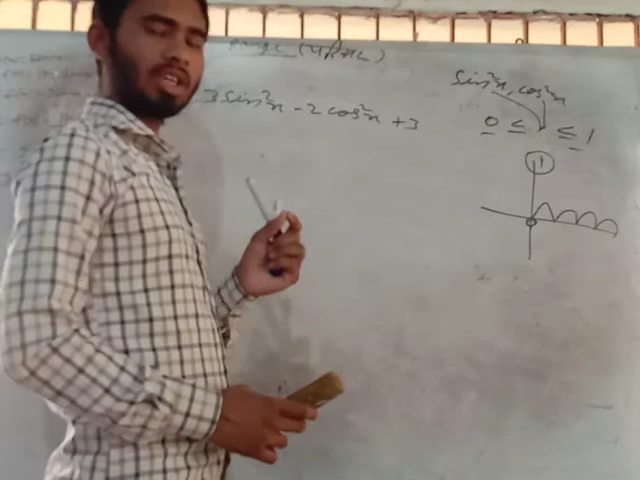 Range (परिसर)
3 sin²x - 2 cos²x + 3
sin²x, cos²x
0 ≤ ≤ 1
1